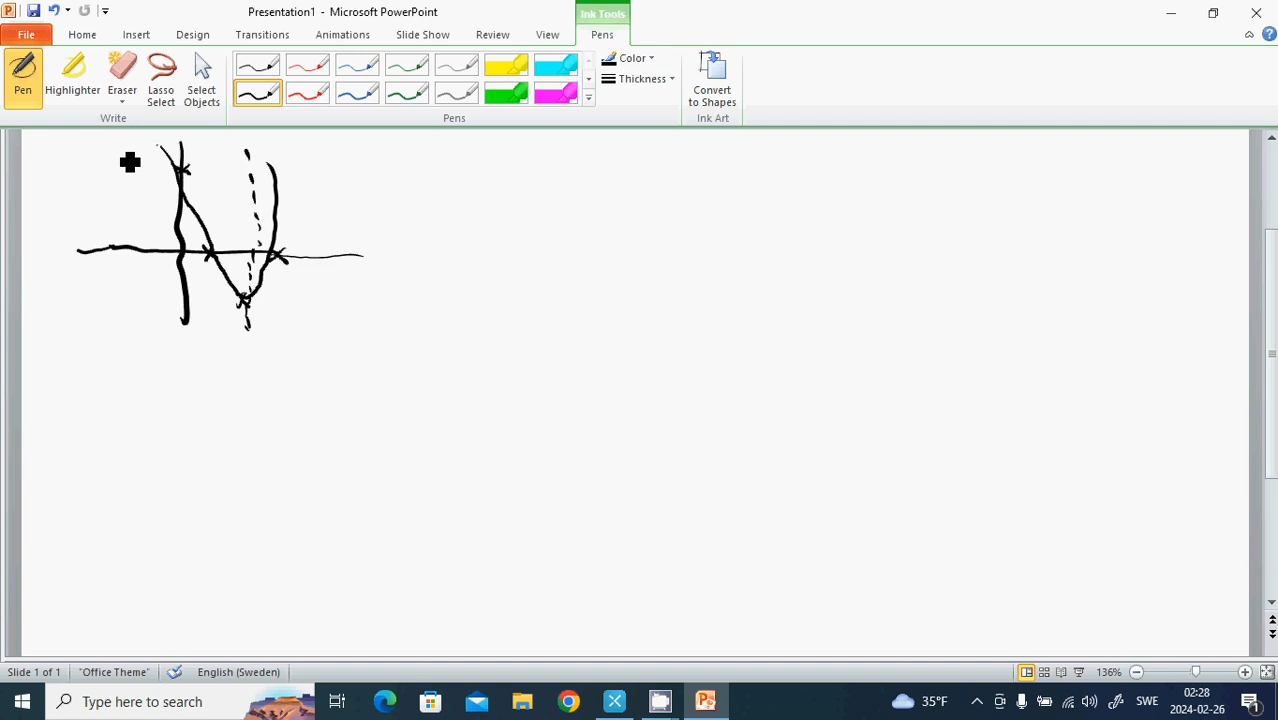 Presentation1 - Microsoft PowerPoint
Ink Tools
File Home Insert Design Transitions Animations Slide Show Review View Pens
Pen Highlighter Eraser Lasso Select Select Objects
Color
Thickness
Convert to Shapes
Write Pens Ink Art
Slide 1 of 1 "Office Theme" English (Sweden) 136%
Type here to search 35°F SWE 02:28 2024-02-26 1